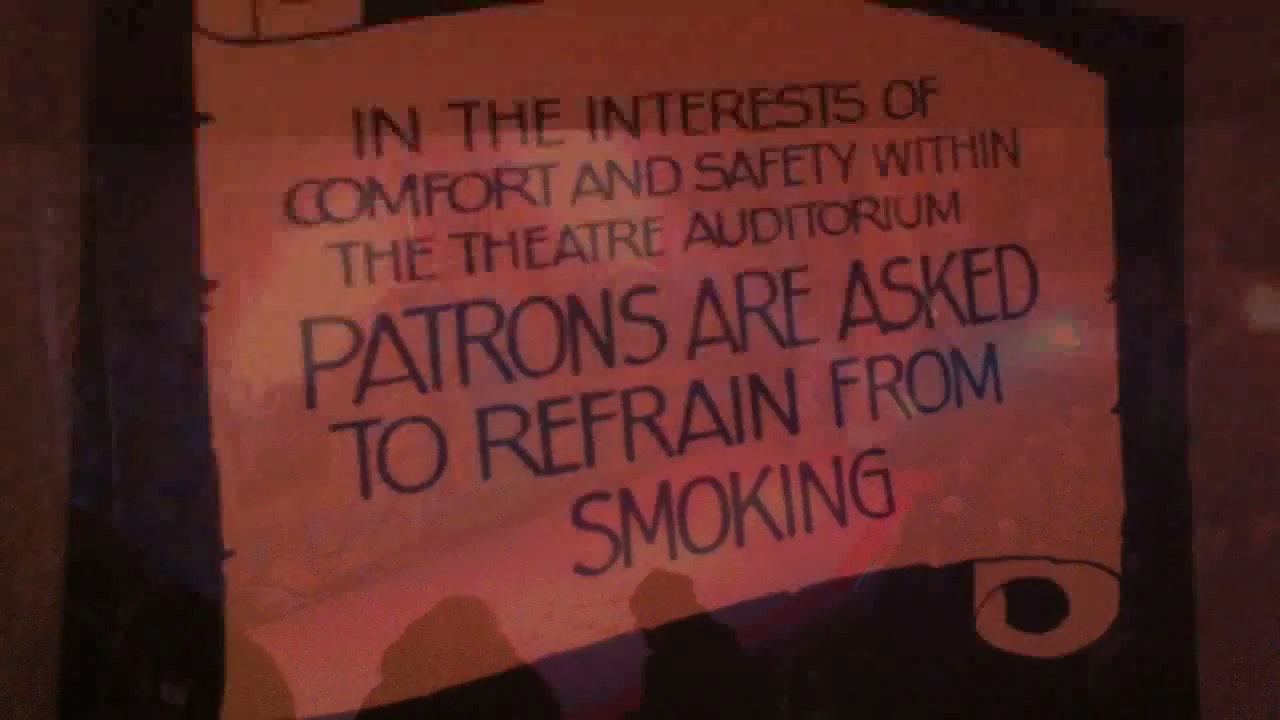 IN THE INTERESTS OF
COMFORT AND SAFETY WITHIN
THE THEATRE AUDITORIUM
PATRONS ARE ASKED
TO REFRAIN FROM
SMOKING